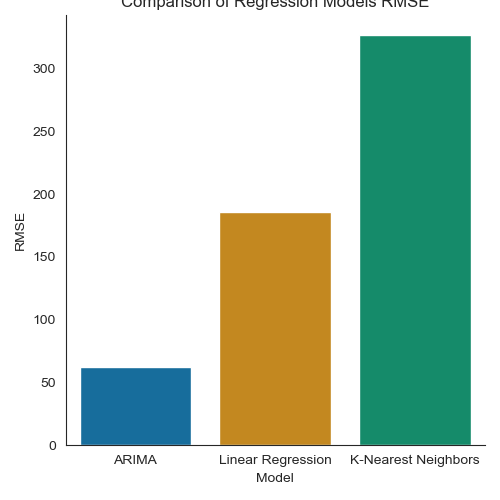 Comparison of Regression Models RMSE
300
250
200
150
100
50
0
RMSE
ARIMA Linear Regression K-Nearest Neighbors
Model